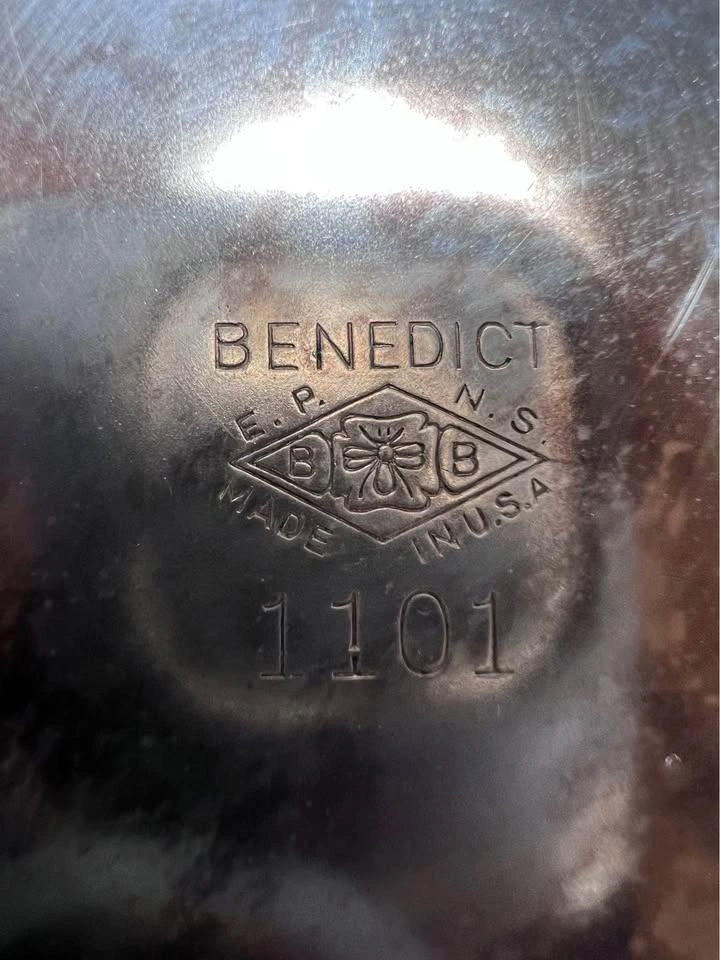 BENEDICT
E.P. N.S.
B B
MADE IN U.S.A
1101